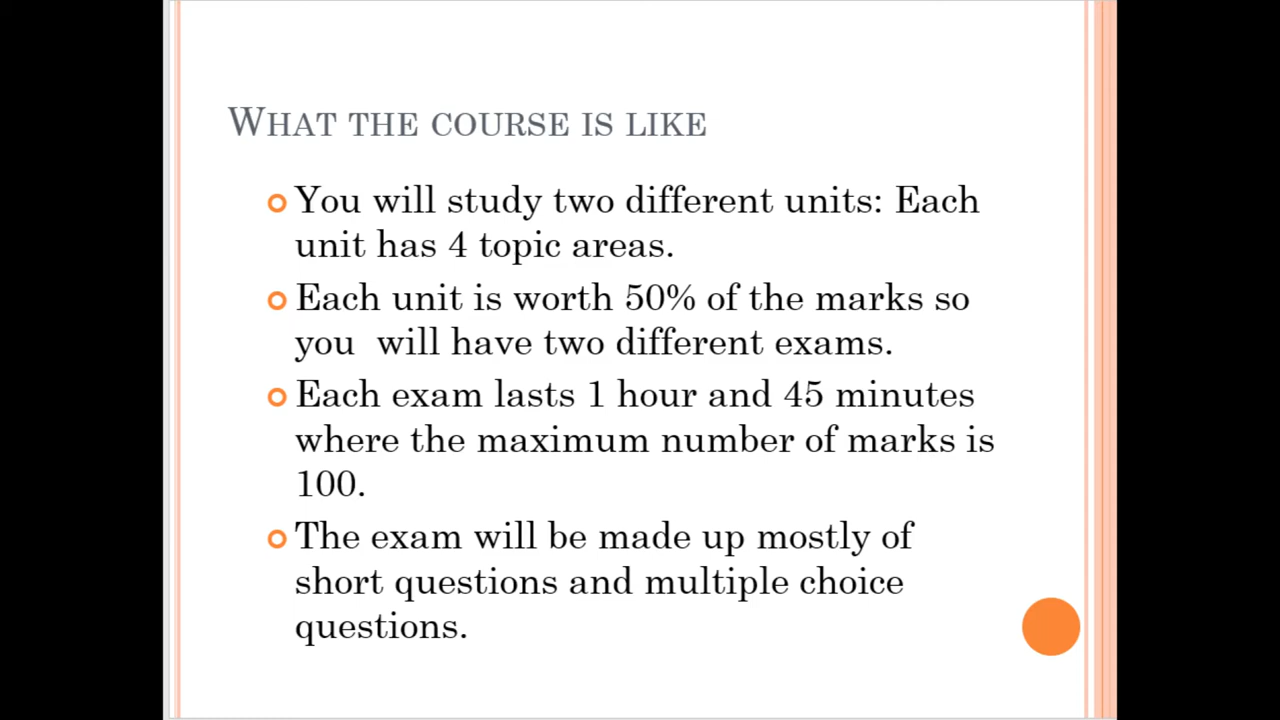 What the course is like
You will study two different units: Each
unit has 4 topic areas.
Each unit is worth 50% of the marks so
you  will have two different exams.
Each exam lasts 1 hour and 45 minutes
where the maximum number of marks is
100.
The exam will be made up mostly of
short questions and multiple choice
questions.